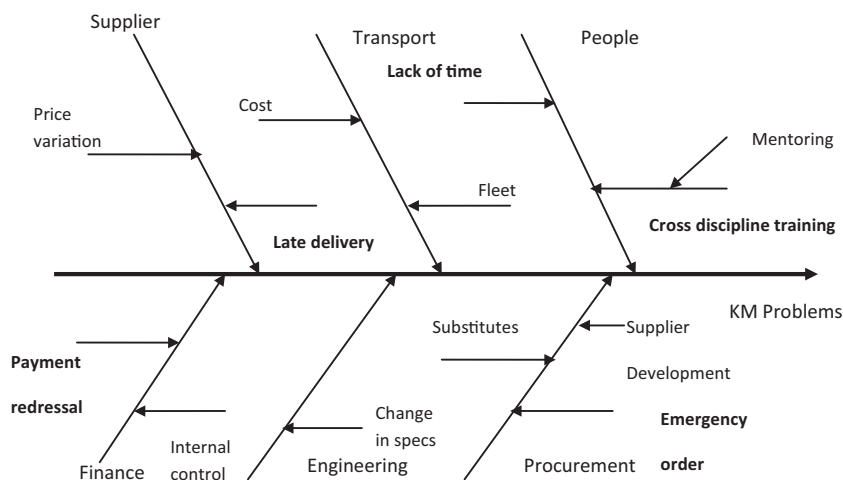 Supplier
Transport
People
Lack of time
Price
variation
Cost
Mentoring
Fleet
Cross discipline training
Late delivery
KM Problems
Substitutes
Supplier
Development
Payment
redressal
Change
in specs
Emergency
order
Internal
control
Finance
Engineering
Procurement